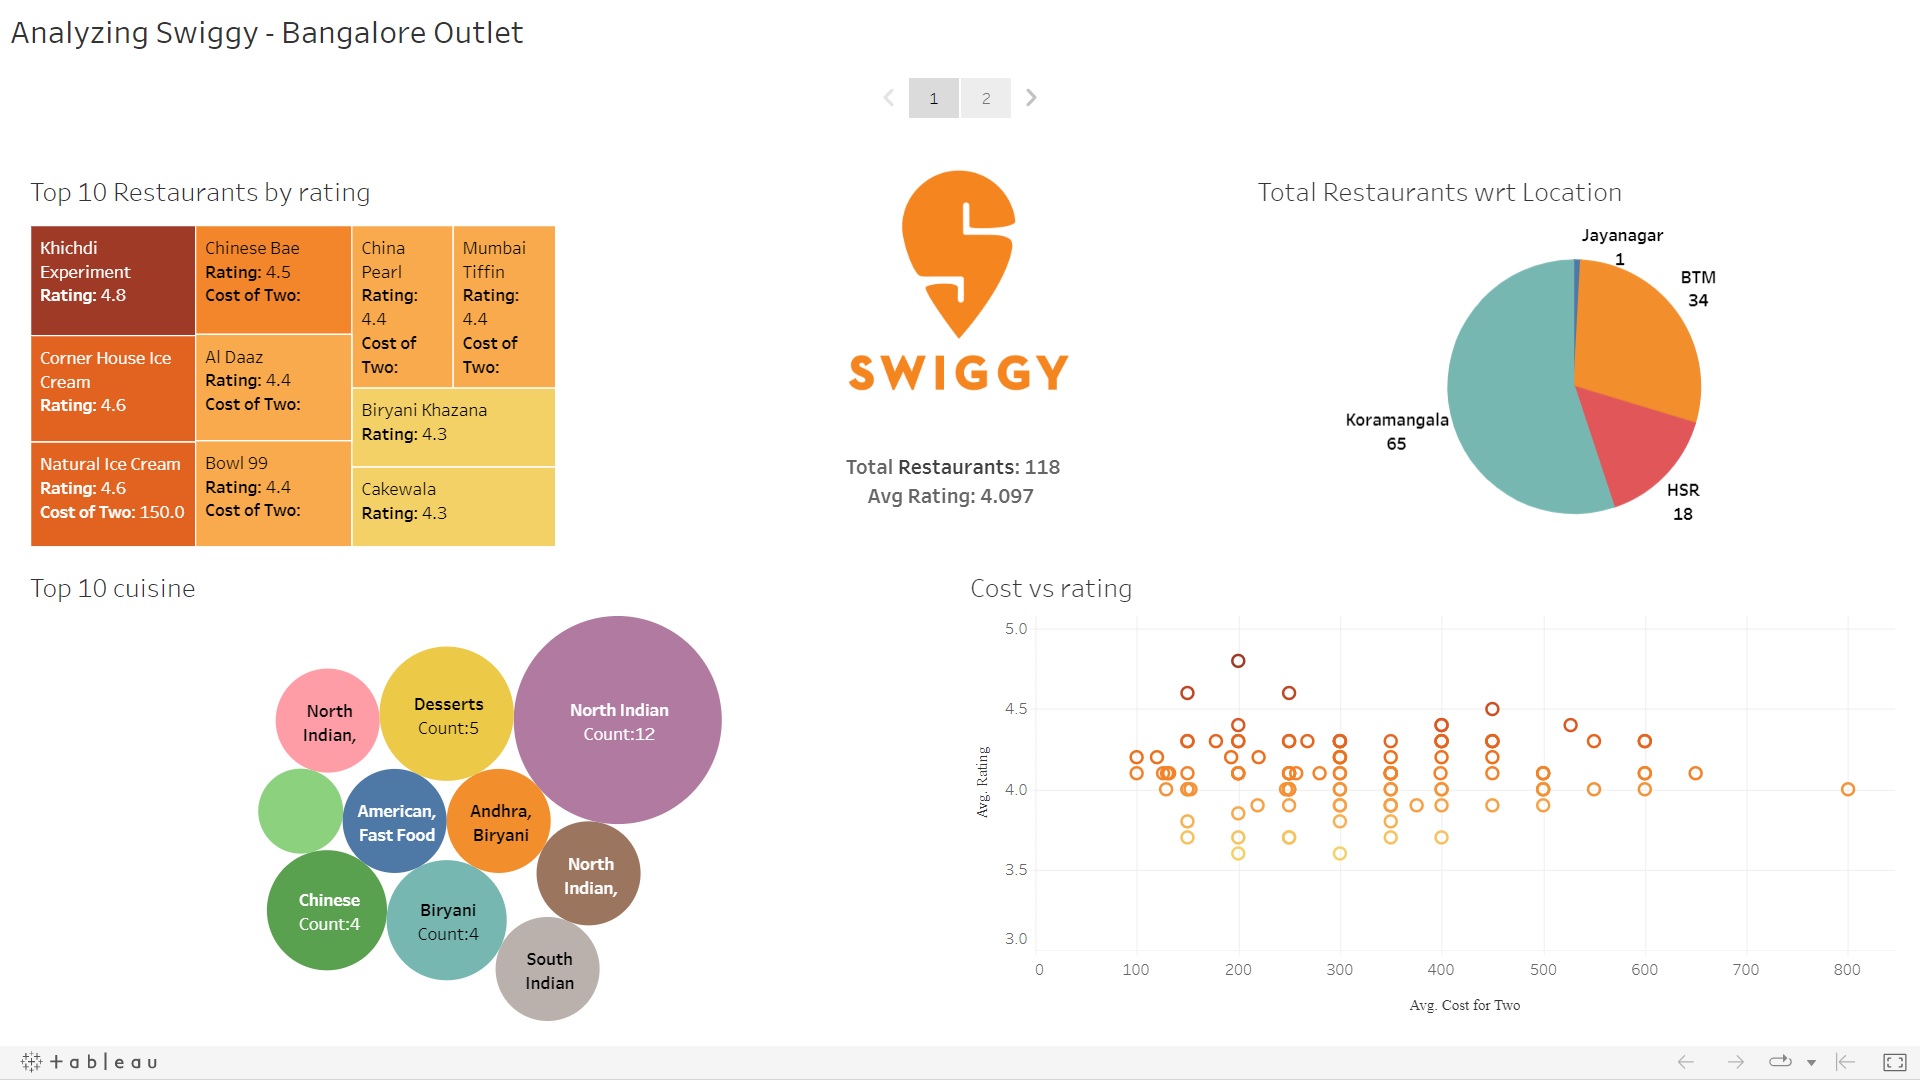 Analyzing Swiggy - Bangalore Outlet
1
2
Top 10 Restaurants by rating
Khichdi
Experiment
Rating: 4.8
Corner House Ice
Cream
Rating: 4.6
Natural Ice Cream
Rating: 4.6
Cost of Two: 150.0
Chinese Bae
Rating: 4.5
Cost of Two:
Al Daaz
Rating: 4.4
Cost of Two:
Bowl 99
Rating: 4.4
Cost of Two:
China
Pearl
Rating:
4.4
Cost of
Two:
Mumbai
Tiffin
Rating:
4.4
Cost of
Two:
Biryani Khazana
Rating: 4.3
Cakewala
Rating: 4.3
SWIGGY
Total Restaurants: 118
Avg Rating: 4.097
Total Restaurants wrt Location
Jayanagar
1
BTM
34
Koramangala
65
HSR
18
Top 10 cuisine
North
Indian,
Desserts
Count:5
North Indian
Count:12
American,
Fast Food
Andhra,
Biryani
North
Indian,
Chinese
Count:4
Biryani
Count:4
South
Indian
Cost vs rating
5.0
4.5
4.0
3.5
3.0
Avg. Rating
0
100
200
300
400
500
600
700
800
Avg. Cost for Two
+ a b | e a u